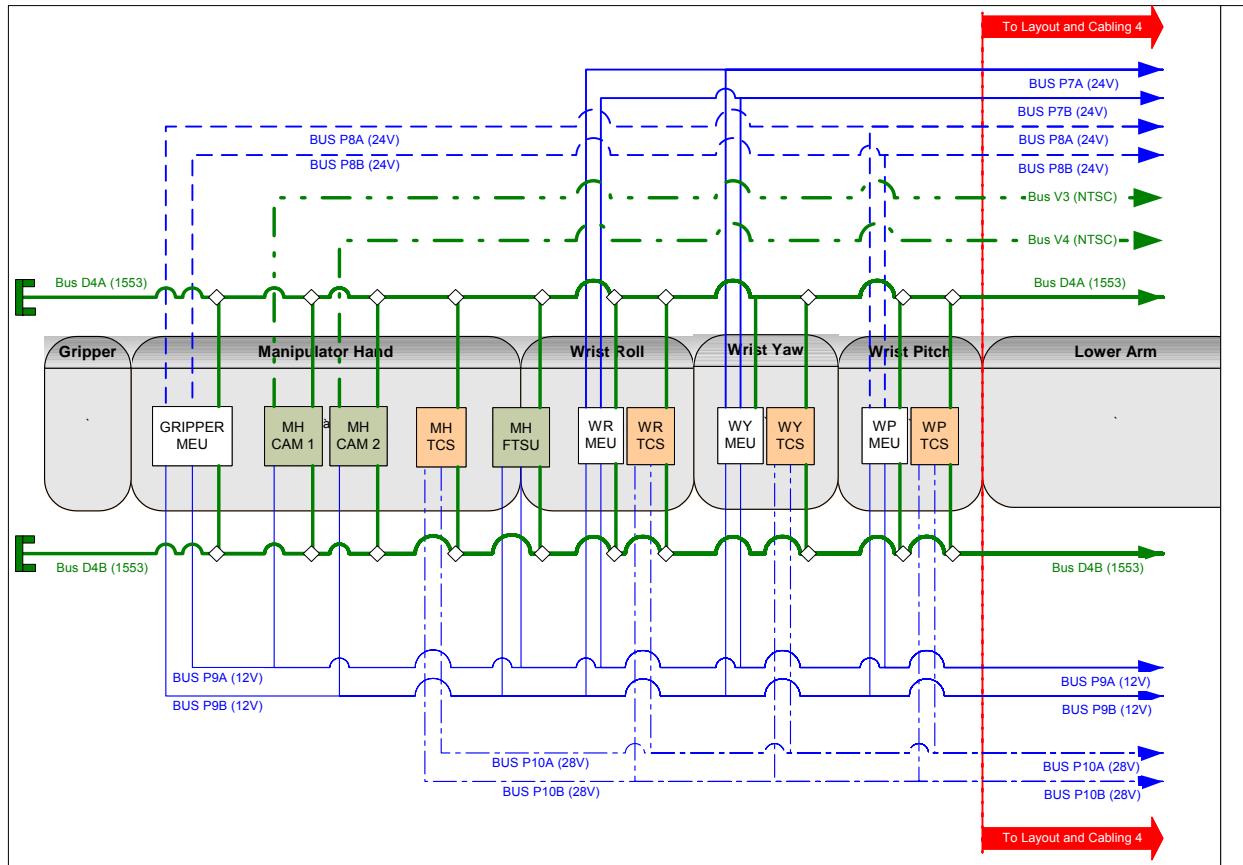 To Layout and Cabling 4
BUS P7A (24V)
BUS P7B (24V)
BUS P8A (24V)
BUS P8A (24V)
BUS P8B (24V)
BUS P8B (24V)
Bus V3 (NTSC)
Bus V4 (NTSC)
Bus D4A (1553)
Bus D4A (1553)
Gripper
Manipulator Hand
Wrist Roll
Wrist Yaw
Wrist Pitch
Lower Arm
GRIPPER
MEU
MH
CAM 1
MH
CAM 2
MH
TCS
MH
FTSU
WR
MEU
WR
TCS
WY
MEU
WY
TCS
WP
MEU
WP
TCS
Bus D4B (1553)
Bus D4B (1553)
BUS P9A (12V)
BUS P9A (12V)
BUS P9B (12V)
BUS P9B (12V)
BUS P10A (28V)
BUS P10A (28V)
BUS P10B (28V)
BUS P10B (28V)
To Layout and Cabling 4